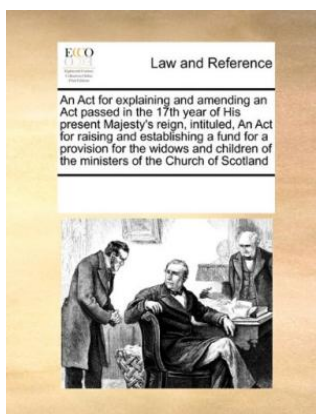 ECCO
Law and Reference
An Act for explaining and amending an
Act passed in the 17th year of His
present Majesty's reign, intituled, An Act
for raising and establishing a fund for a
provision for the widows and children of
the ministers of the Church of Scotland